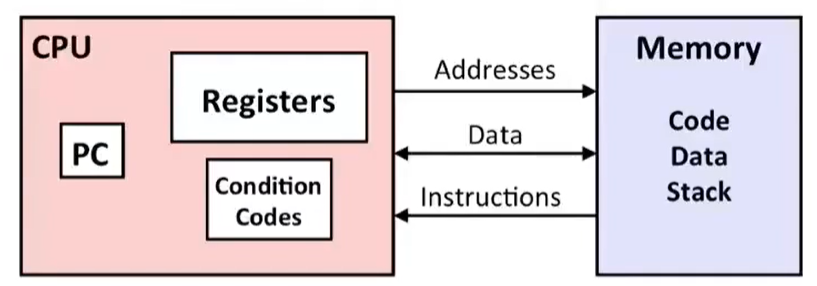 CPU
Registers
PC
Condition
Codes
Addresses
Data
Instructions
Memory
Code
Data
Stack